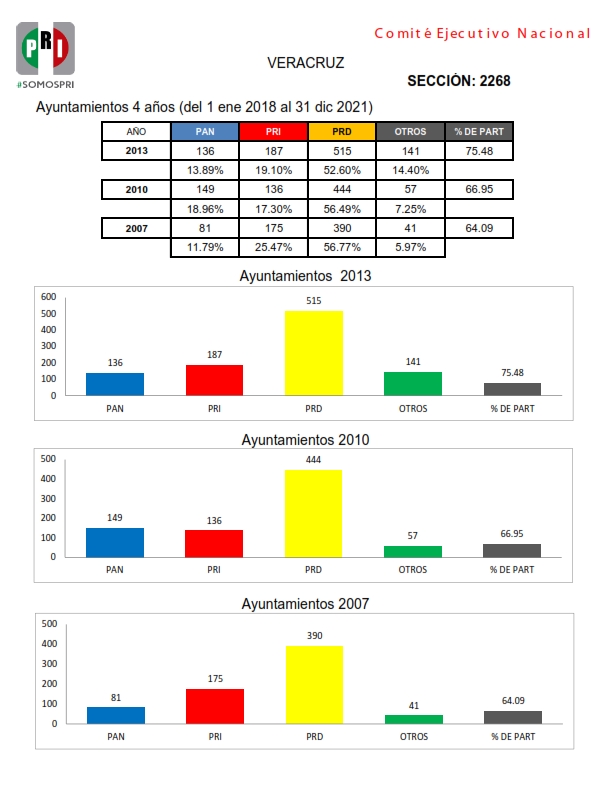 Comité Ejecutivo Nacional
PRI
#SOMOSPRI
VERACRUZ
SECCIÓN: 2268
Ayuntamientos 4 años (del 1 ene 2018 al 31 dic 2021)
AÑO PAN PRI PRD OTROS % DE PART
2013 136 187 515 141 75.48
13.89% 19.10% 52.60% 14.40%
2010 149 136 444 57 66.95
18.96% 17.30% 56.49% 7.25%
2007 81 175 390 41 64.09
11.79% 25.47% 56.77% 5.97%
Ayuntamientos 2013
600
500
400
300
200
100
0
136 187 515 141 75.48
PAN PRI PRD OTROS % DE PART
Ayuntamientos 2010
500
400
300
200
100
0
149 136 444 57 66.95
PAN PRI PRD OTROS % DE PART
Ayuntamientos 2007
500
400
300
200
100
0
81 175 390 41 64.09
PAN PRI PRD OTROS % DE PART